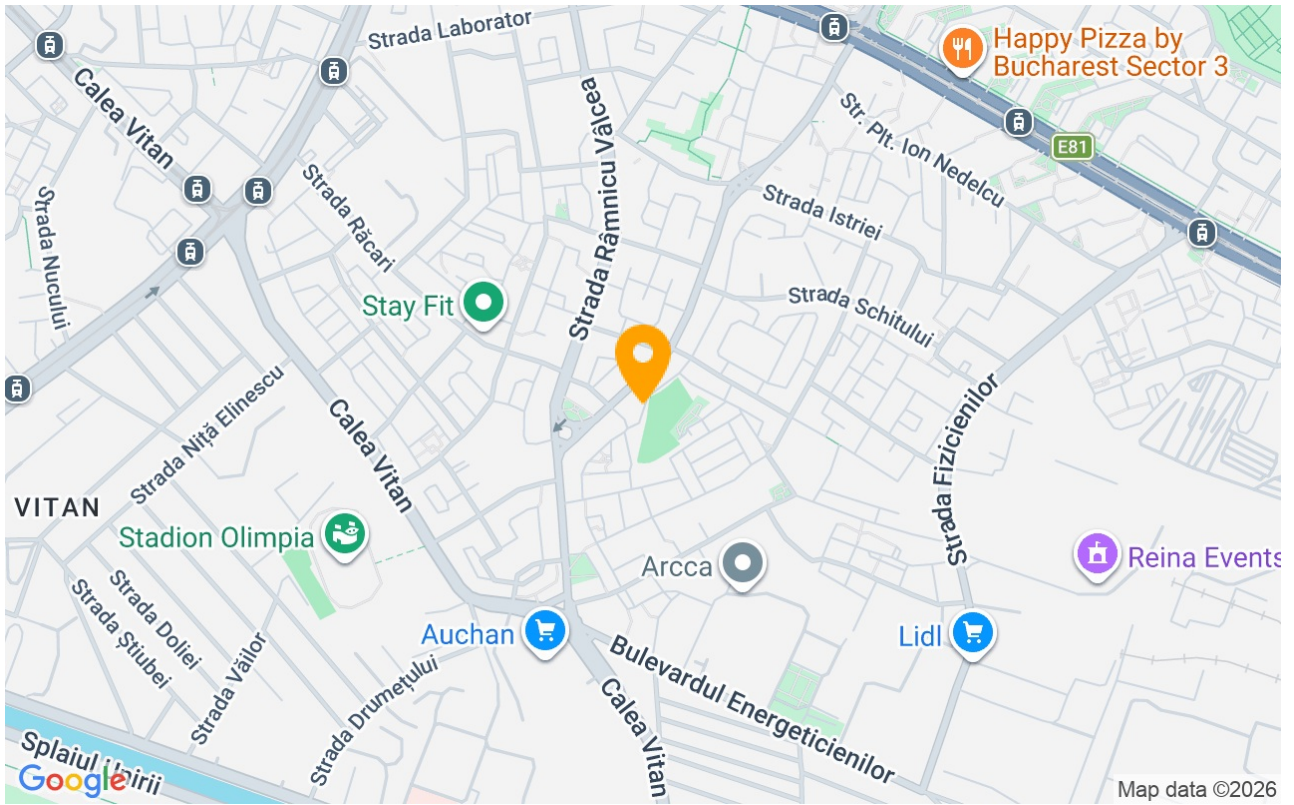 Strada Laborator
Happy Pizza by
Bucharest Sector 3
Calea Vitan
Str. Plt. Ion Nedelcu
E81
Strada Râmnicu Vâlcea
Strada Răcari
Strada Nucului
Strada Istriei
Stay Fit
Strada Schitului
Strada Niță Elinescu
Calea Vitan
Strada Fizicienilor
VITAN
Stadion Olimpia
Arcca
Reina Events
Strada Doliei
Strada Știubei
Strada Văilor
Auchan
Lidl
Strada Drumețului
Bulevardul Energeticienilor
Calea Vitan
Splaiul Unirii
Google
Map data ©2026